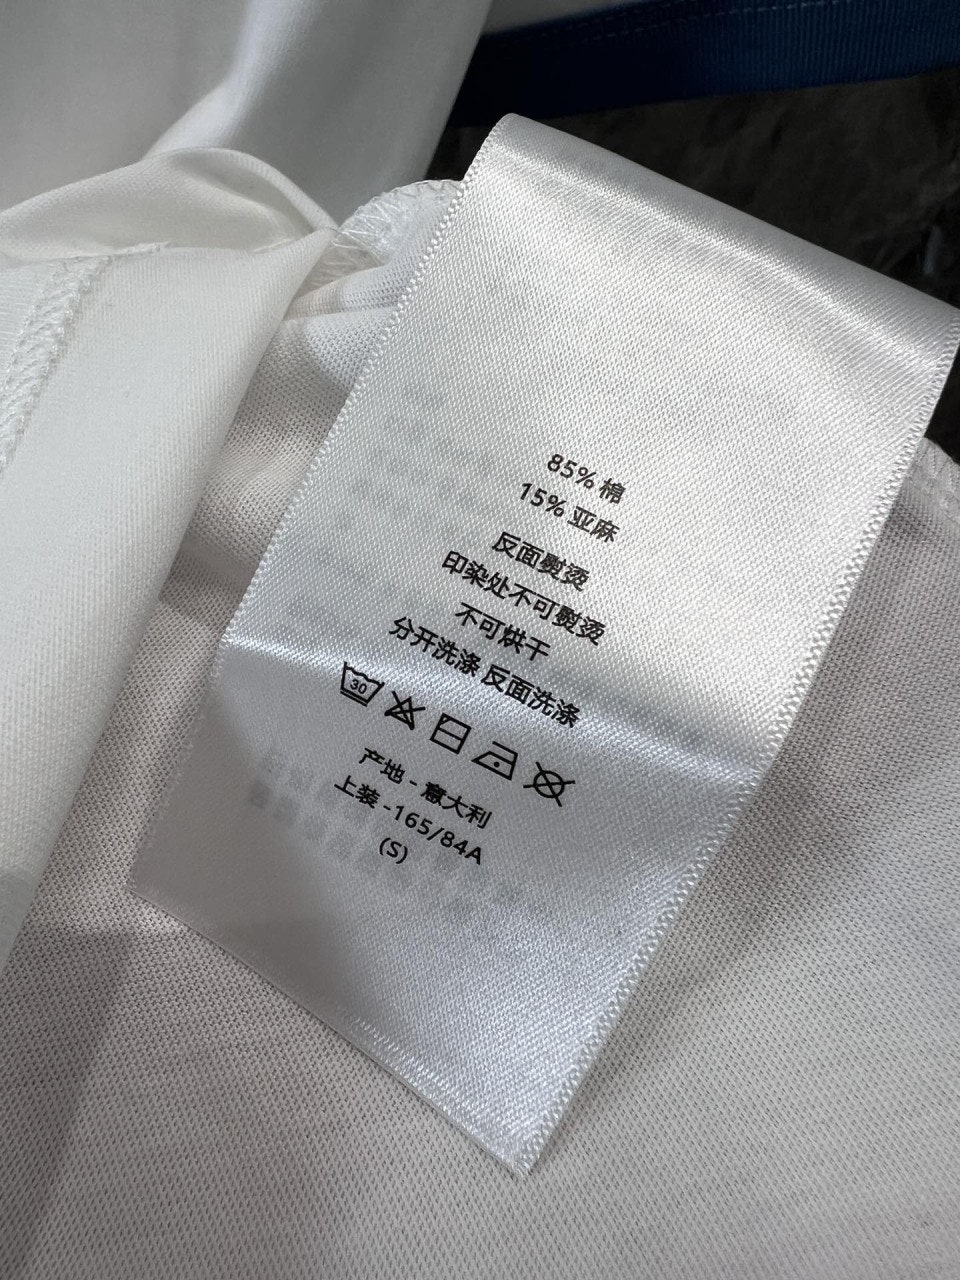 85% 棉
15% 亚麻
反面熨烫
印染处不可熨烫
不可烘干
分开洗涤 反面洗涤
30
产地 - 意大利
上装 -165/84A
(S)